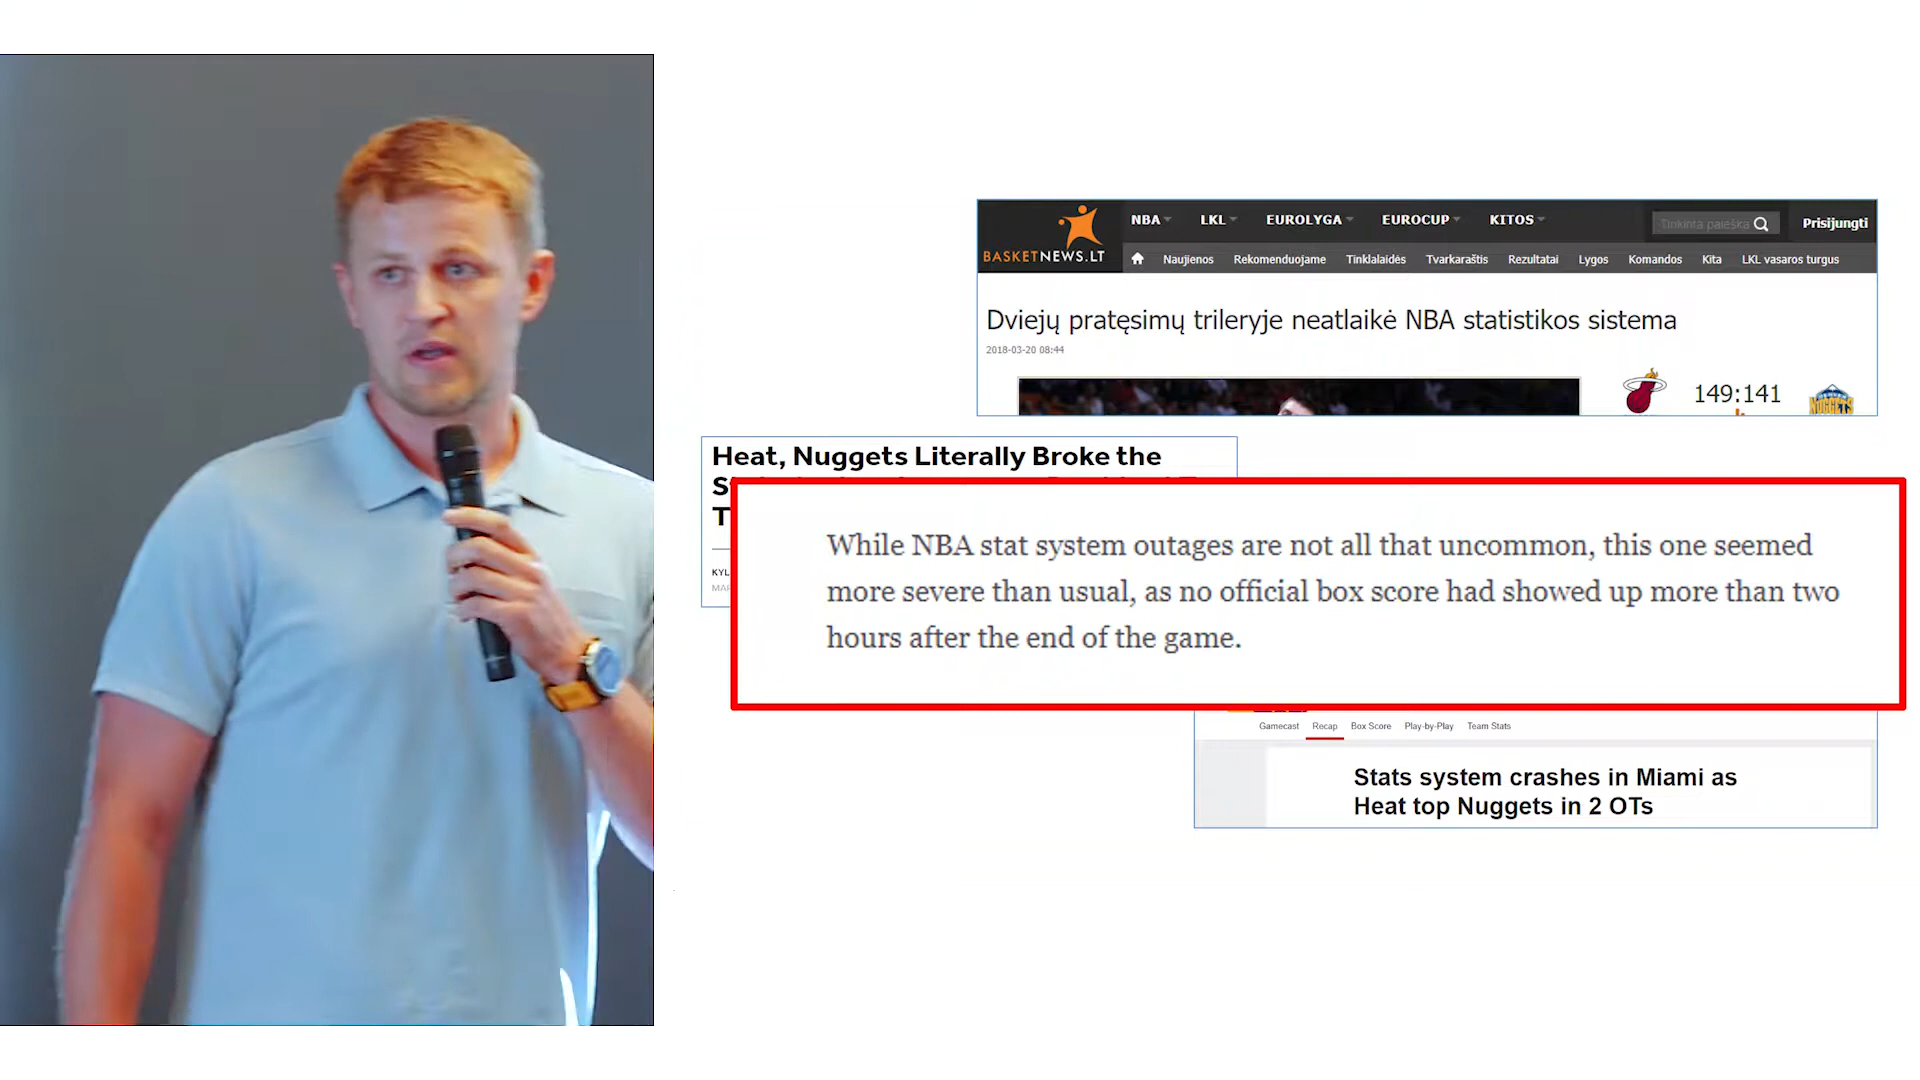 NBA LKL EUROLYGA EUROCUP KITOS Tinkinta paieška Prisijungti
BASKETNEWS.LT Naujienos Rekomenduojame Tinklalaidės Tvarkaraštis Rezultatai Lygos Komandos Kita LKL vasaros turgus
Dviejų pratęsimų trileryje neatlaikė NBA statistikos sistema
2018-03-20 08:44
149:141
NUGGETS
Heat, Nuggets Literally Broke the
While NBA stat system outages are not all that uncommon, this one seemed
more severe than usual, as no official box score had showed up more than two
hours after the end of the game.
Gamecast Recap Box Score Play-by-Play Team Stats
Stats system crashes in Miami as
Heat top Nuggets in 2 OTs